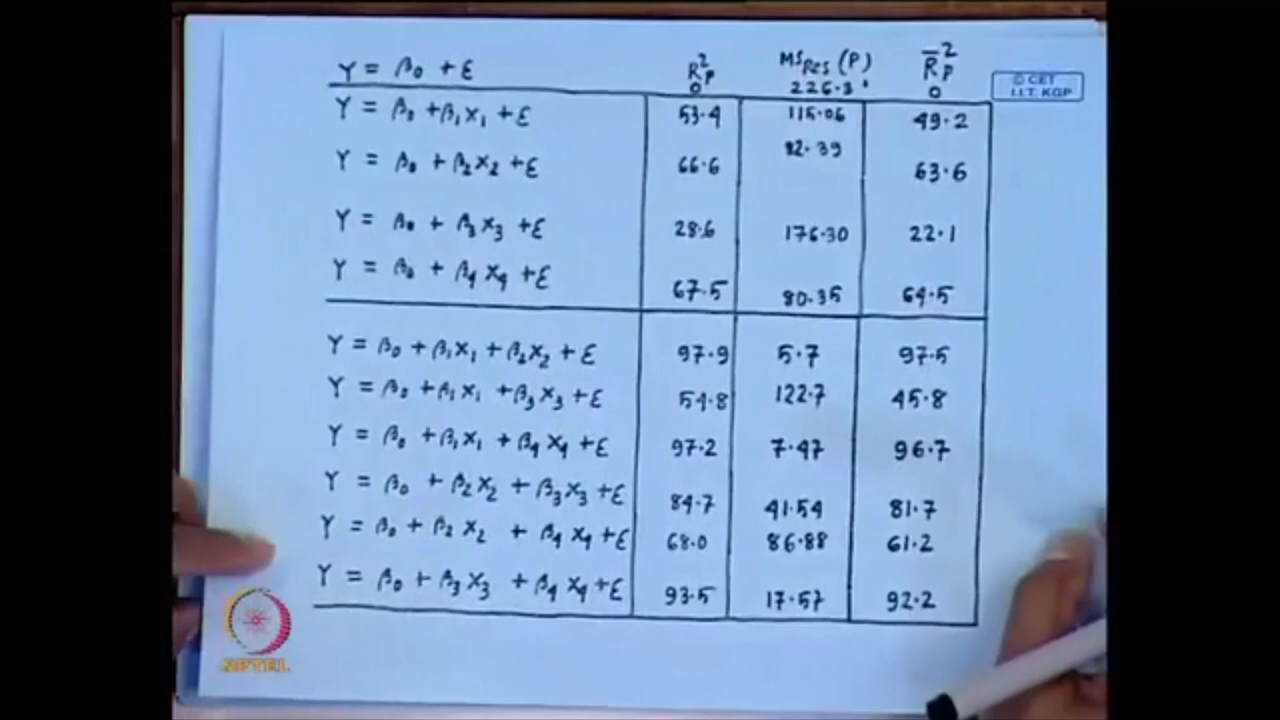 Y = β₀ + ε R²p MS Res (P) R̄²p
0 226.3 0
Y = β₀ + β₁X₁ + ε 53.4 115.06 49.2
Y = β₀ + β₂X₂ + ε 66.6 82.39 63.6
Y = β₀ + β₃X₃ + ε 28.6 176.30 22.1
Y = β₀ + β₄X₄ + ε 67.5 80.35 64.5
Y = β₀ + β₁X₁ + β₂X₂ + ε 97.9 5.7 97.5
Y = β₀ + β₁X₁ + β₃X₃ + ε 54.8 122.7 45.8
Y = β₀ + β₁X₁ + β₄X₄ + ε 97.2 7.47 96.7
Y = β₀ + β₂X₂ + β₃X₃ + ε 84.7 41.54 81.7
Y = β₀ + β₂X₂ + β₄X₄ + ε 68.0 86.88 61.2
Y = β₀ + β₃X₃ + β₄X₄ + ε 93.5 17.57 92.2
© CET
I.I.T. KGP
NPTEL